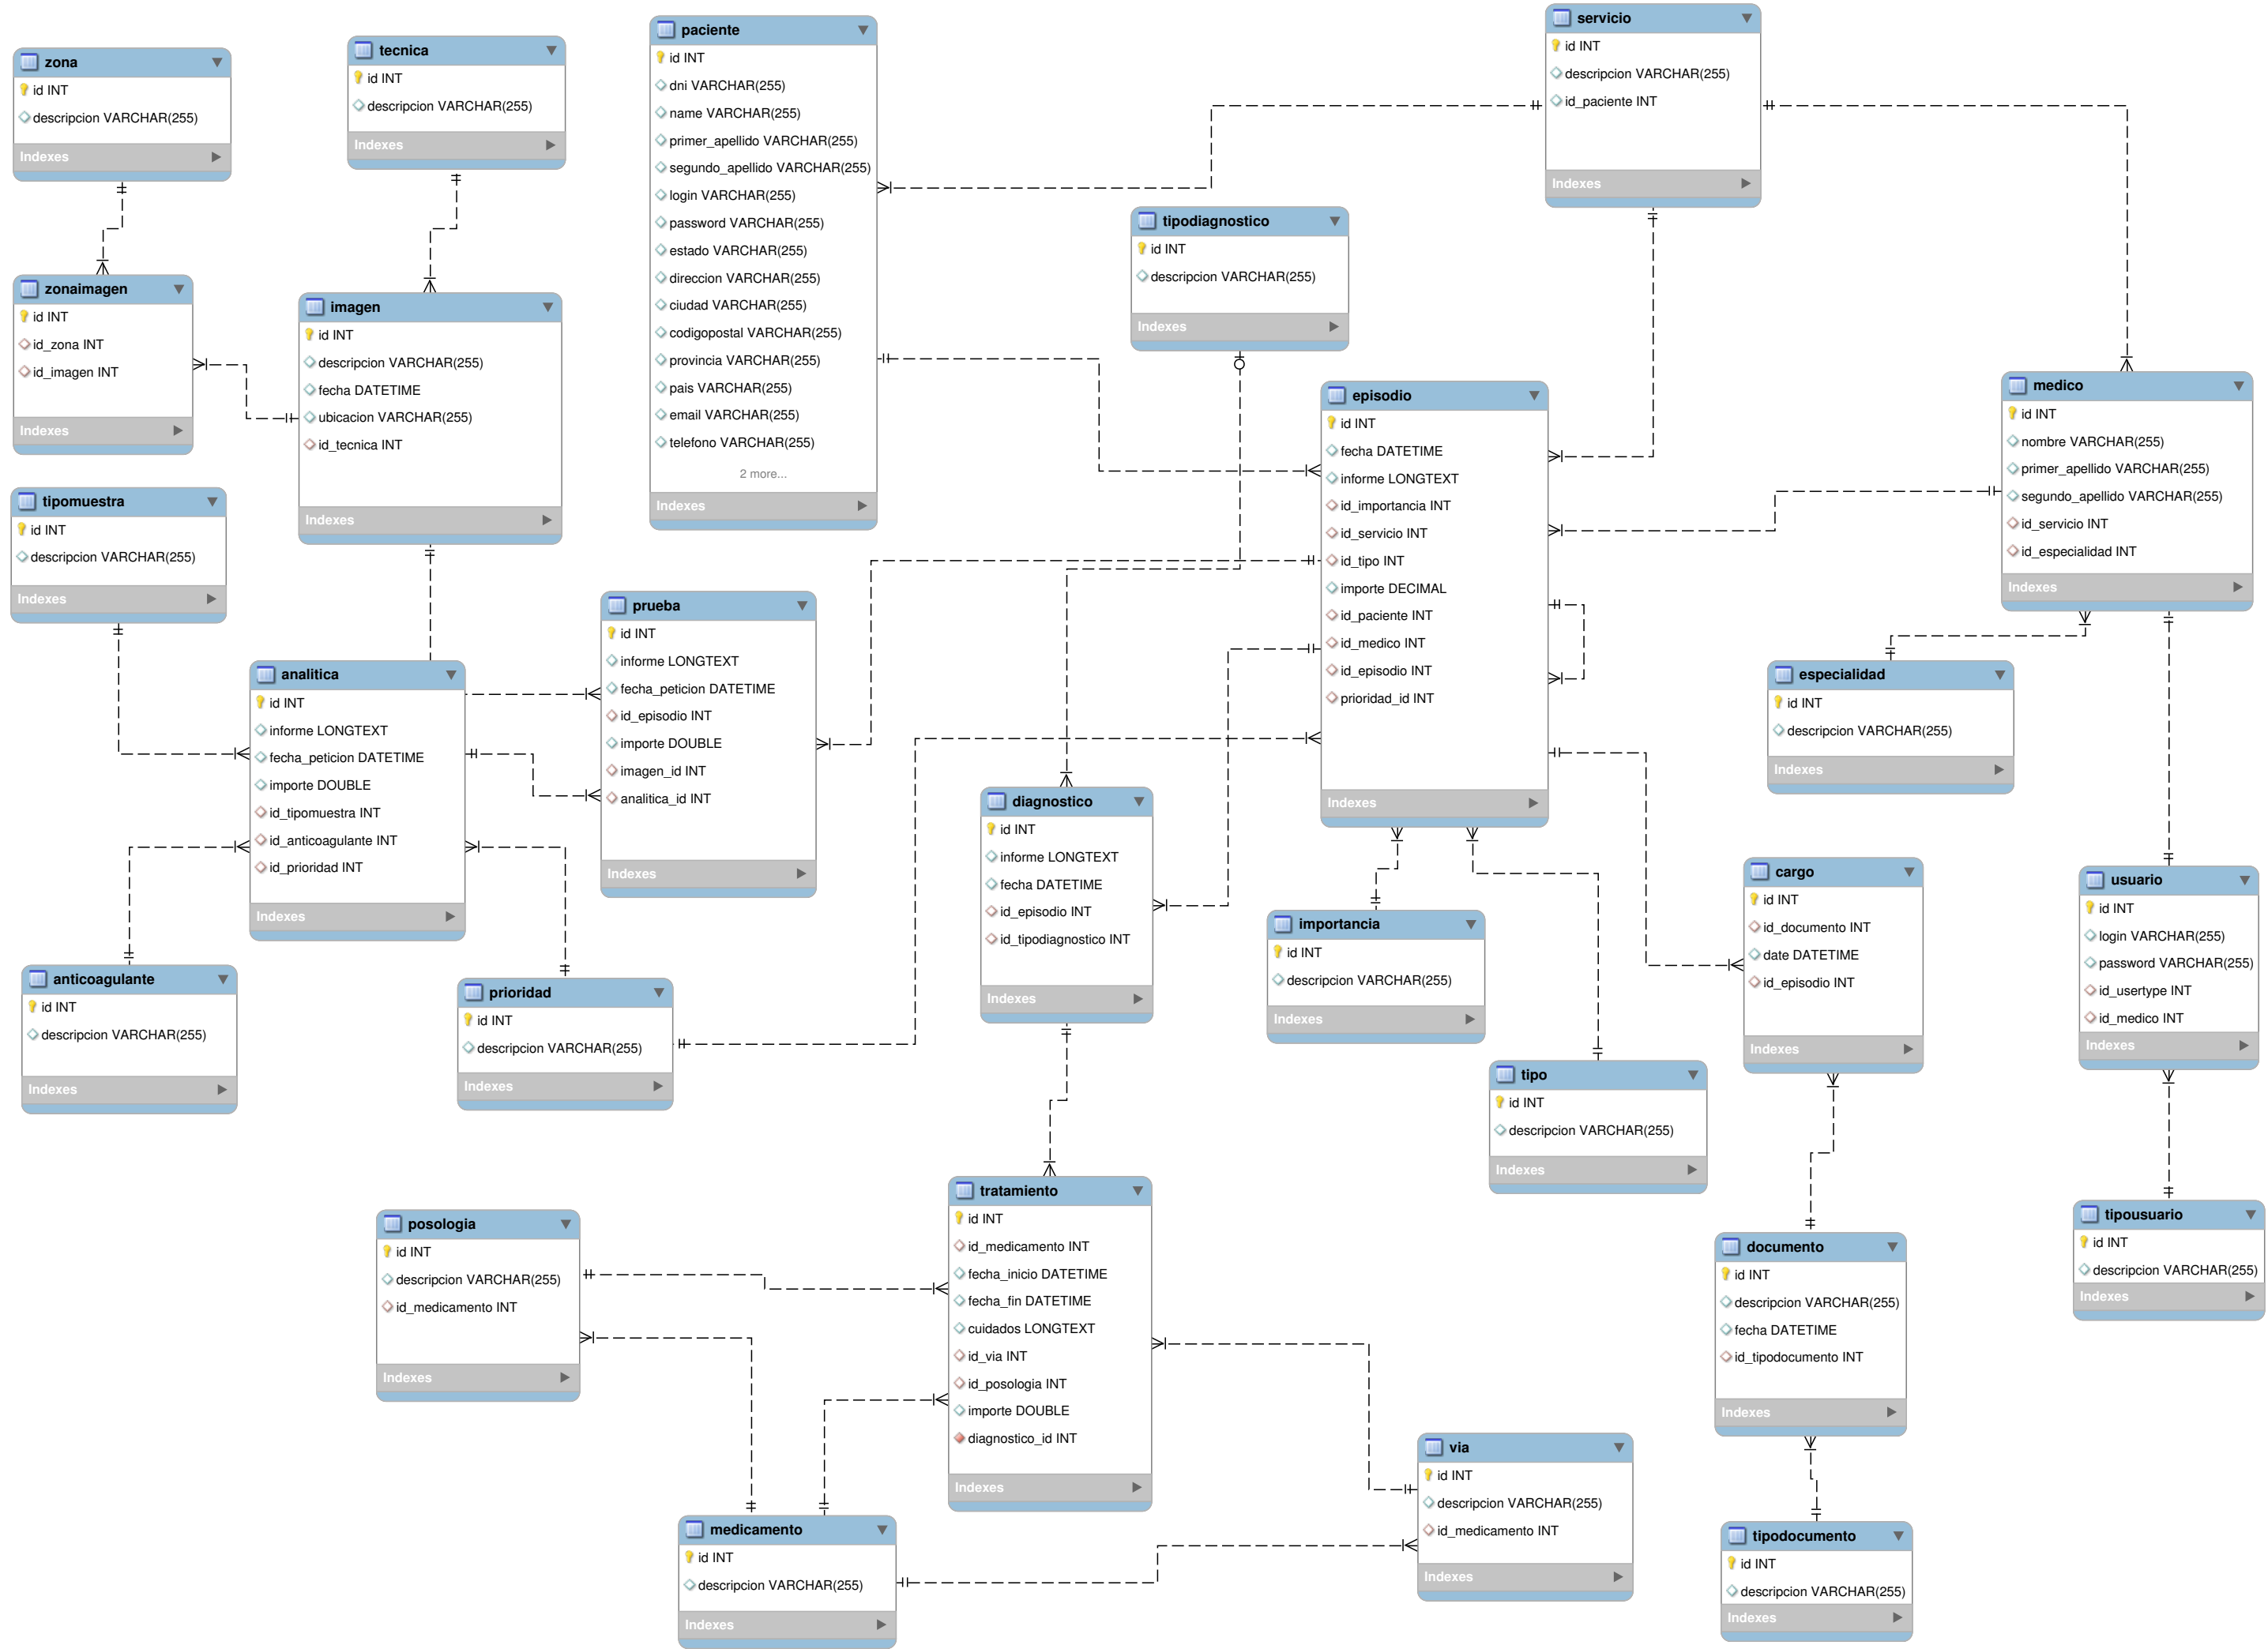 zona
id INT
descripcion VARCHAR(255)
Indexes
tecnica
id INT
descripcion VARCHAR(255)
Indexes
paciente
id INT
dni VARCHAR(255)
name VARCHAR(255)
primer_apellido VARCHAR(255)
segundo_apellido VARCHAR(255)
login VARCHAR(255)
password VARCHAR(255)
estado VARCHAR(255)
direccion VARCHAR(255)
ciudad VARCHAR(255)
codigopostal VARCHAR(255)
provincia VARCHAR(255)
pais VARCHAR(255)
email VARCHAR(255)
telefono VARCHAR(255)
2 more...
Indexes
servicio
id INT
descripcion VARCHAR(255)
id_paciente INT
Indexes
tipodiagnostico
id INT
descripcion VARCHAR(255)
Indexes
zonaimagen
id INT
id_zona INT
id_imagen INT
Indexes
imagen
id INT
descripcion VARCHAR(255)
fecha DATETIME
ubicacion VARCHAR(255)
id_tecnica INT
Indexes
episodio
id INT
fecha DATETIME
informe LONGTEXT
id_importancia INT
id_servicio INT
id_tipo INT
importe DECIMAL
id_paciente INT
id_medico INT
id_episodio INT
prioridad_id INT
Indexes
medico
id INT
nombre VARCHAR(255)
primer_apellido VARCHAR(255)
segundo_apellido VARCHAR(255)
id_servicio INT
id_especialidad INT
Indexes
tipomuestra
id INT
descripcion VARCHAR(255)
Indexes
prueba
id INT
informe LONGTEXT
fecha_peticion DATETIME
id_episodio INT
importe DOUBLE
imagen_id INT
analitica_id INT
Indexes
analitica
id INT
informe LONGTEXT
fecha_peticion DATETIME
importe DOUBLE
id_tipomuestra INT
id_anticoagulante INT
id_prioridad INT
Indexes
especialidad
id INT
descripcion VARCHAR(255)
Indexes
diagnostico
id INT
informe LONGTEXT
fecha DATETIME
id_episodio INT
id_tipodiagnostico INT
Indexes
cargo
id INT
id_documento INT
date DATETIME
id_episodio INT
Indexes
usuario
id INT
login VARCHAR(255)
password VARCHAR(255)
id_usertype INT
id_medico INT
Indexes
importancia
id INT
descripcion VARCHAR(255)
Indexes
anticoagulante
id INT
descripcion VARCHAR(255)
Indexes
prioridad
id INT
descripcion VARCHAR(255)
Indexes
tipo
id INT
descripcion VARCHAR(255)
Indexes
tratamiento
id INT
id_medicamento INT
fecha_inicio DATETIME
fecha_fin DATETIME
cuidados LONGTEXT
id_via INT
id_posologia INT
importe DOUBLE
diagnostico_id INT
Indexes
posologia
id INT
descripcion VARCHAR(255)
id_medicamento INT
Indexes
tipousuario
id INT
descripcion VARCHAR(255)
Indexes
documento
id INT
descripcion VARCHAR(255)
fecha DATETIME
id_tipodocumento INT
Indexes
via
id INT
descripcion VARCHAR(255)
id_medicamento INT
Indexes
medicamento
id INT
descripcion VARCHAR(255)
Indexes
tipodocumento
id INT
descripcion VARCHAR(255)
Indexes